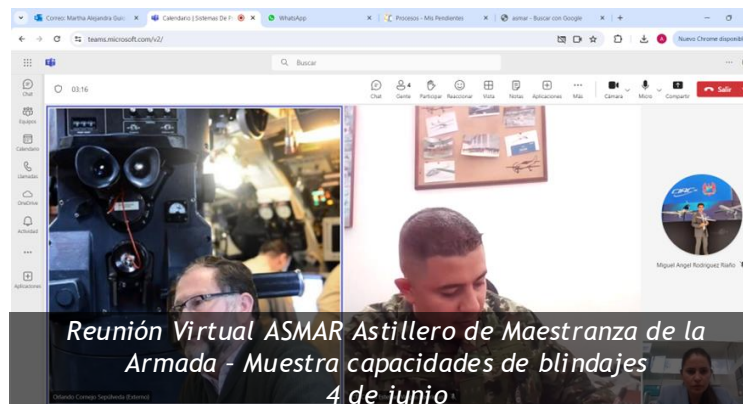 Correo: Martha Alejandra Guz
Calendario | Sistemas De F
WhatsApp
Procesos - Mis Pendientes
asmar - Buscar con Google
teams.microsoft.com/v2/
Nuevo Chrome disponible
Buscar
03:16
4
Chat
Gente
Participar
Reaccionar
Vista
Notas
Aplicaciones
Más
Cámara
Micro
Compartir
Salir
Chat
Equipos
Calendario
Llamadas
OneDrive
Actividad
Aplicaciones
Miguel Angel Rodriguez Riaño
Reunión Virtual ASMAR Astillero de Maestranza de la
Armada – Muestra capacidades de blindajes
4 de junio
Orlando Cornejo Sepúlveda (Externo)